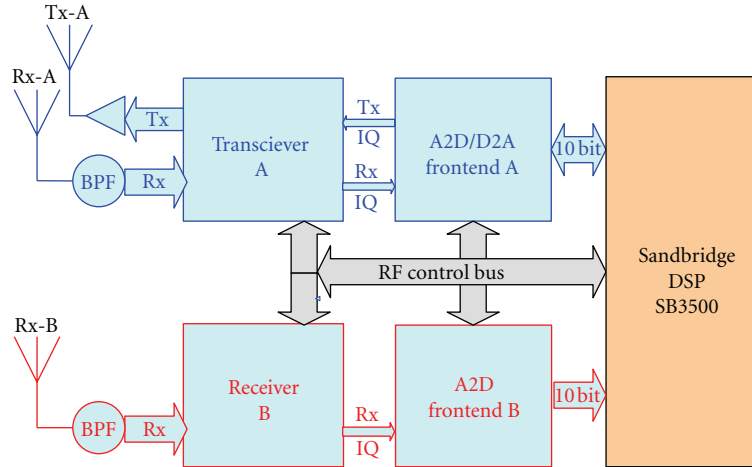 Tx-A
Rx-A
Tx
BPF
Rx
Transciever
A
Tx
IQ
Rx
IQ
A2D/D2A
frontend A
10 bit
RF control bus
Sandbridge
DSP
SB3500
Rx-B
BPF
Rx
Receiver
B
Rx
IQ
A2D
frontend B
10 bit